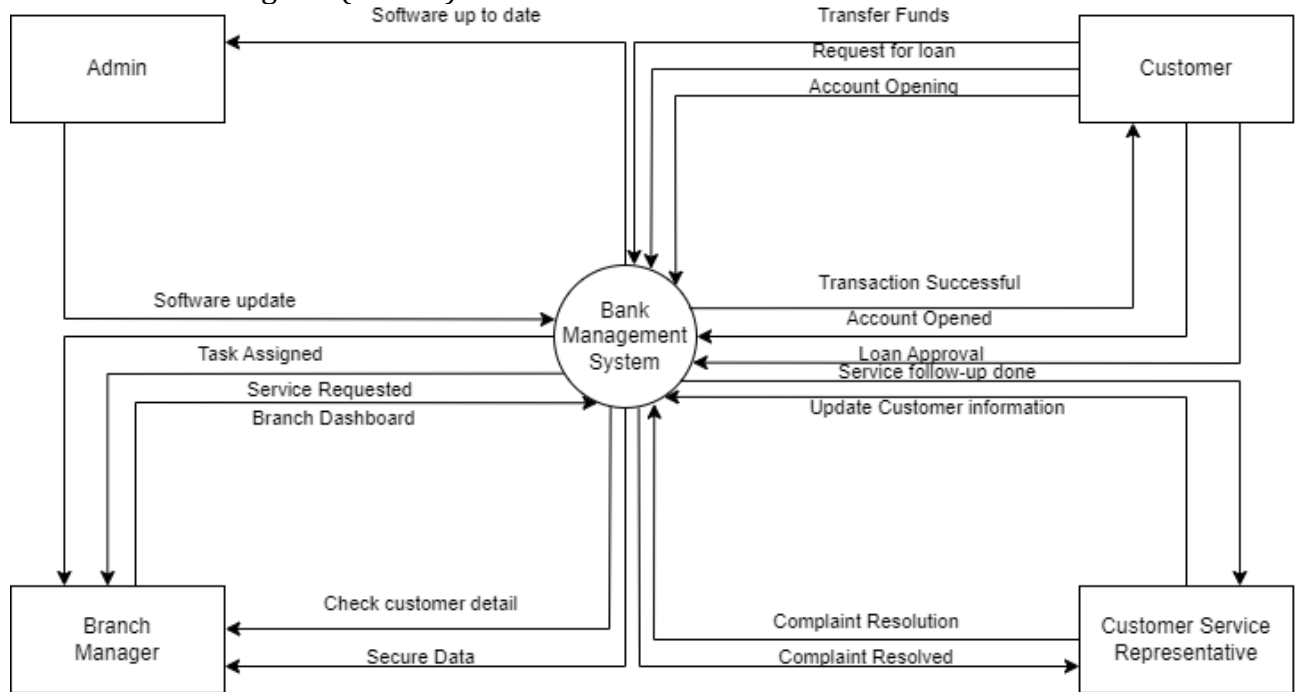 Software up to date
Transfer Funds
Admin
Request for loan
Customer
Account Opening
Software update
Transaction Successful
Bank
Management
System
Account Opened
Task Assigned
Loan Approval
Service follow-up done
Service Requested
Update Customer information
Branch Dashboard
Check customer detail
Complaint Resolution
Branch
Manager
Customer Service
Representative
Secure Data
Complaint Resolved